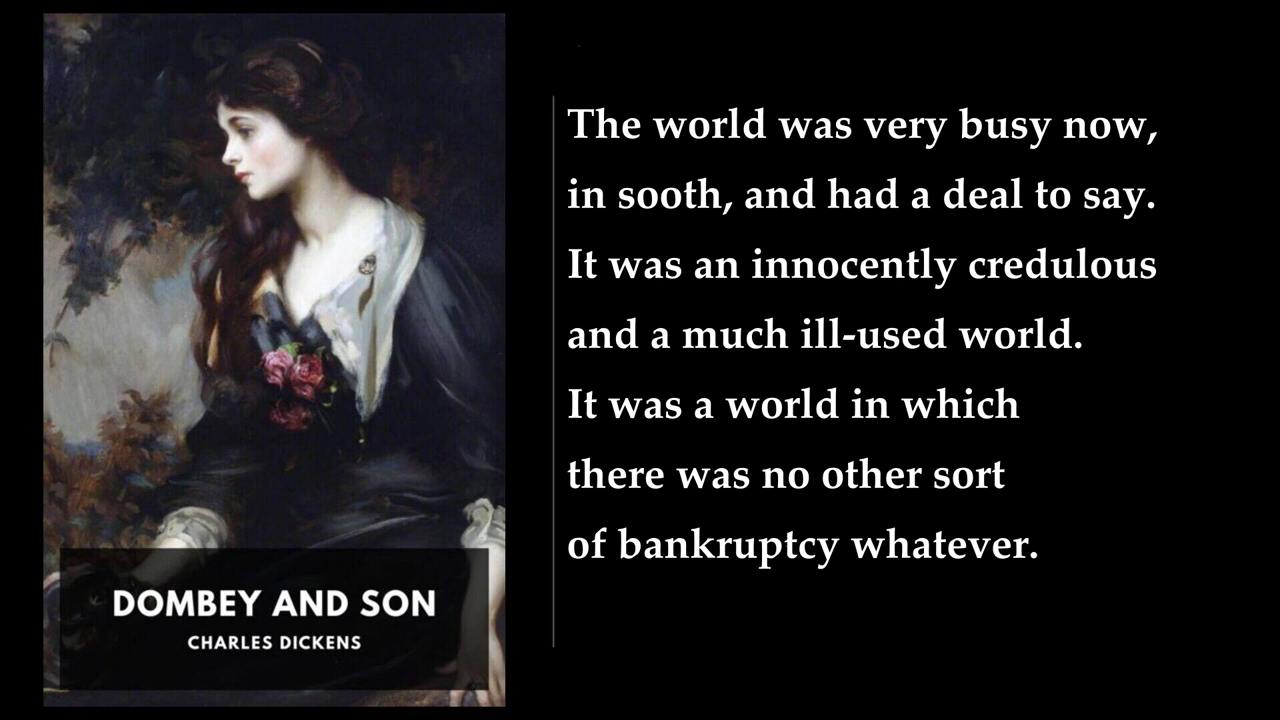 DOMBEY AND SON
CHARLES DICKENS
The world was very busy now,
in sooth, and had a deal to say.
It was an innocently credulous
and a much ill-used world.
It was a world in which
there was no other sort
of bankruptcy whatever.